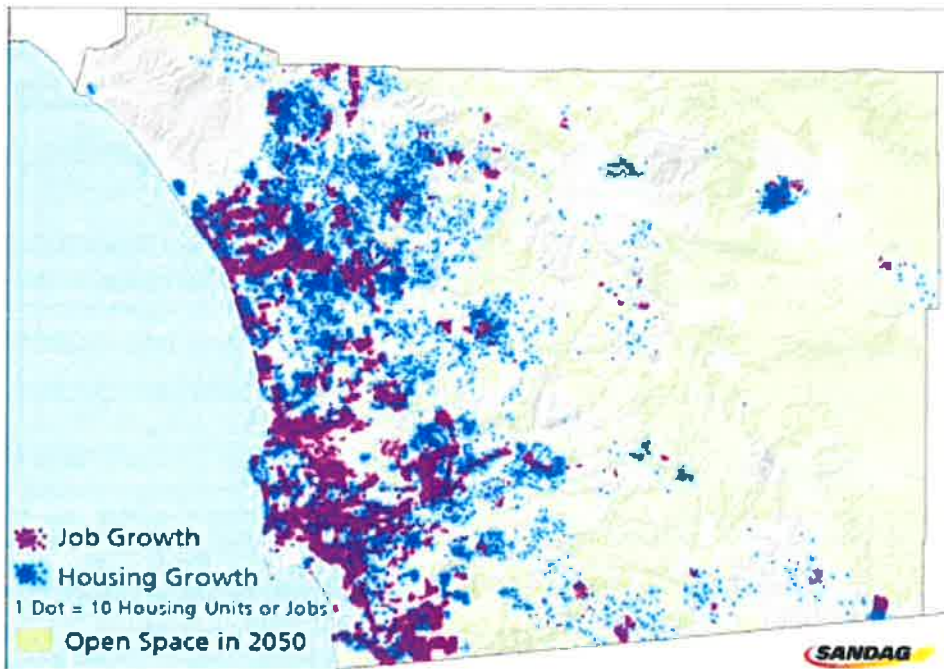 Job Growth
Housing Growth
1 Dot = 10 Housing Units or Jobs
Open Space in 2050
SANDAG